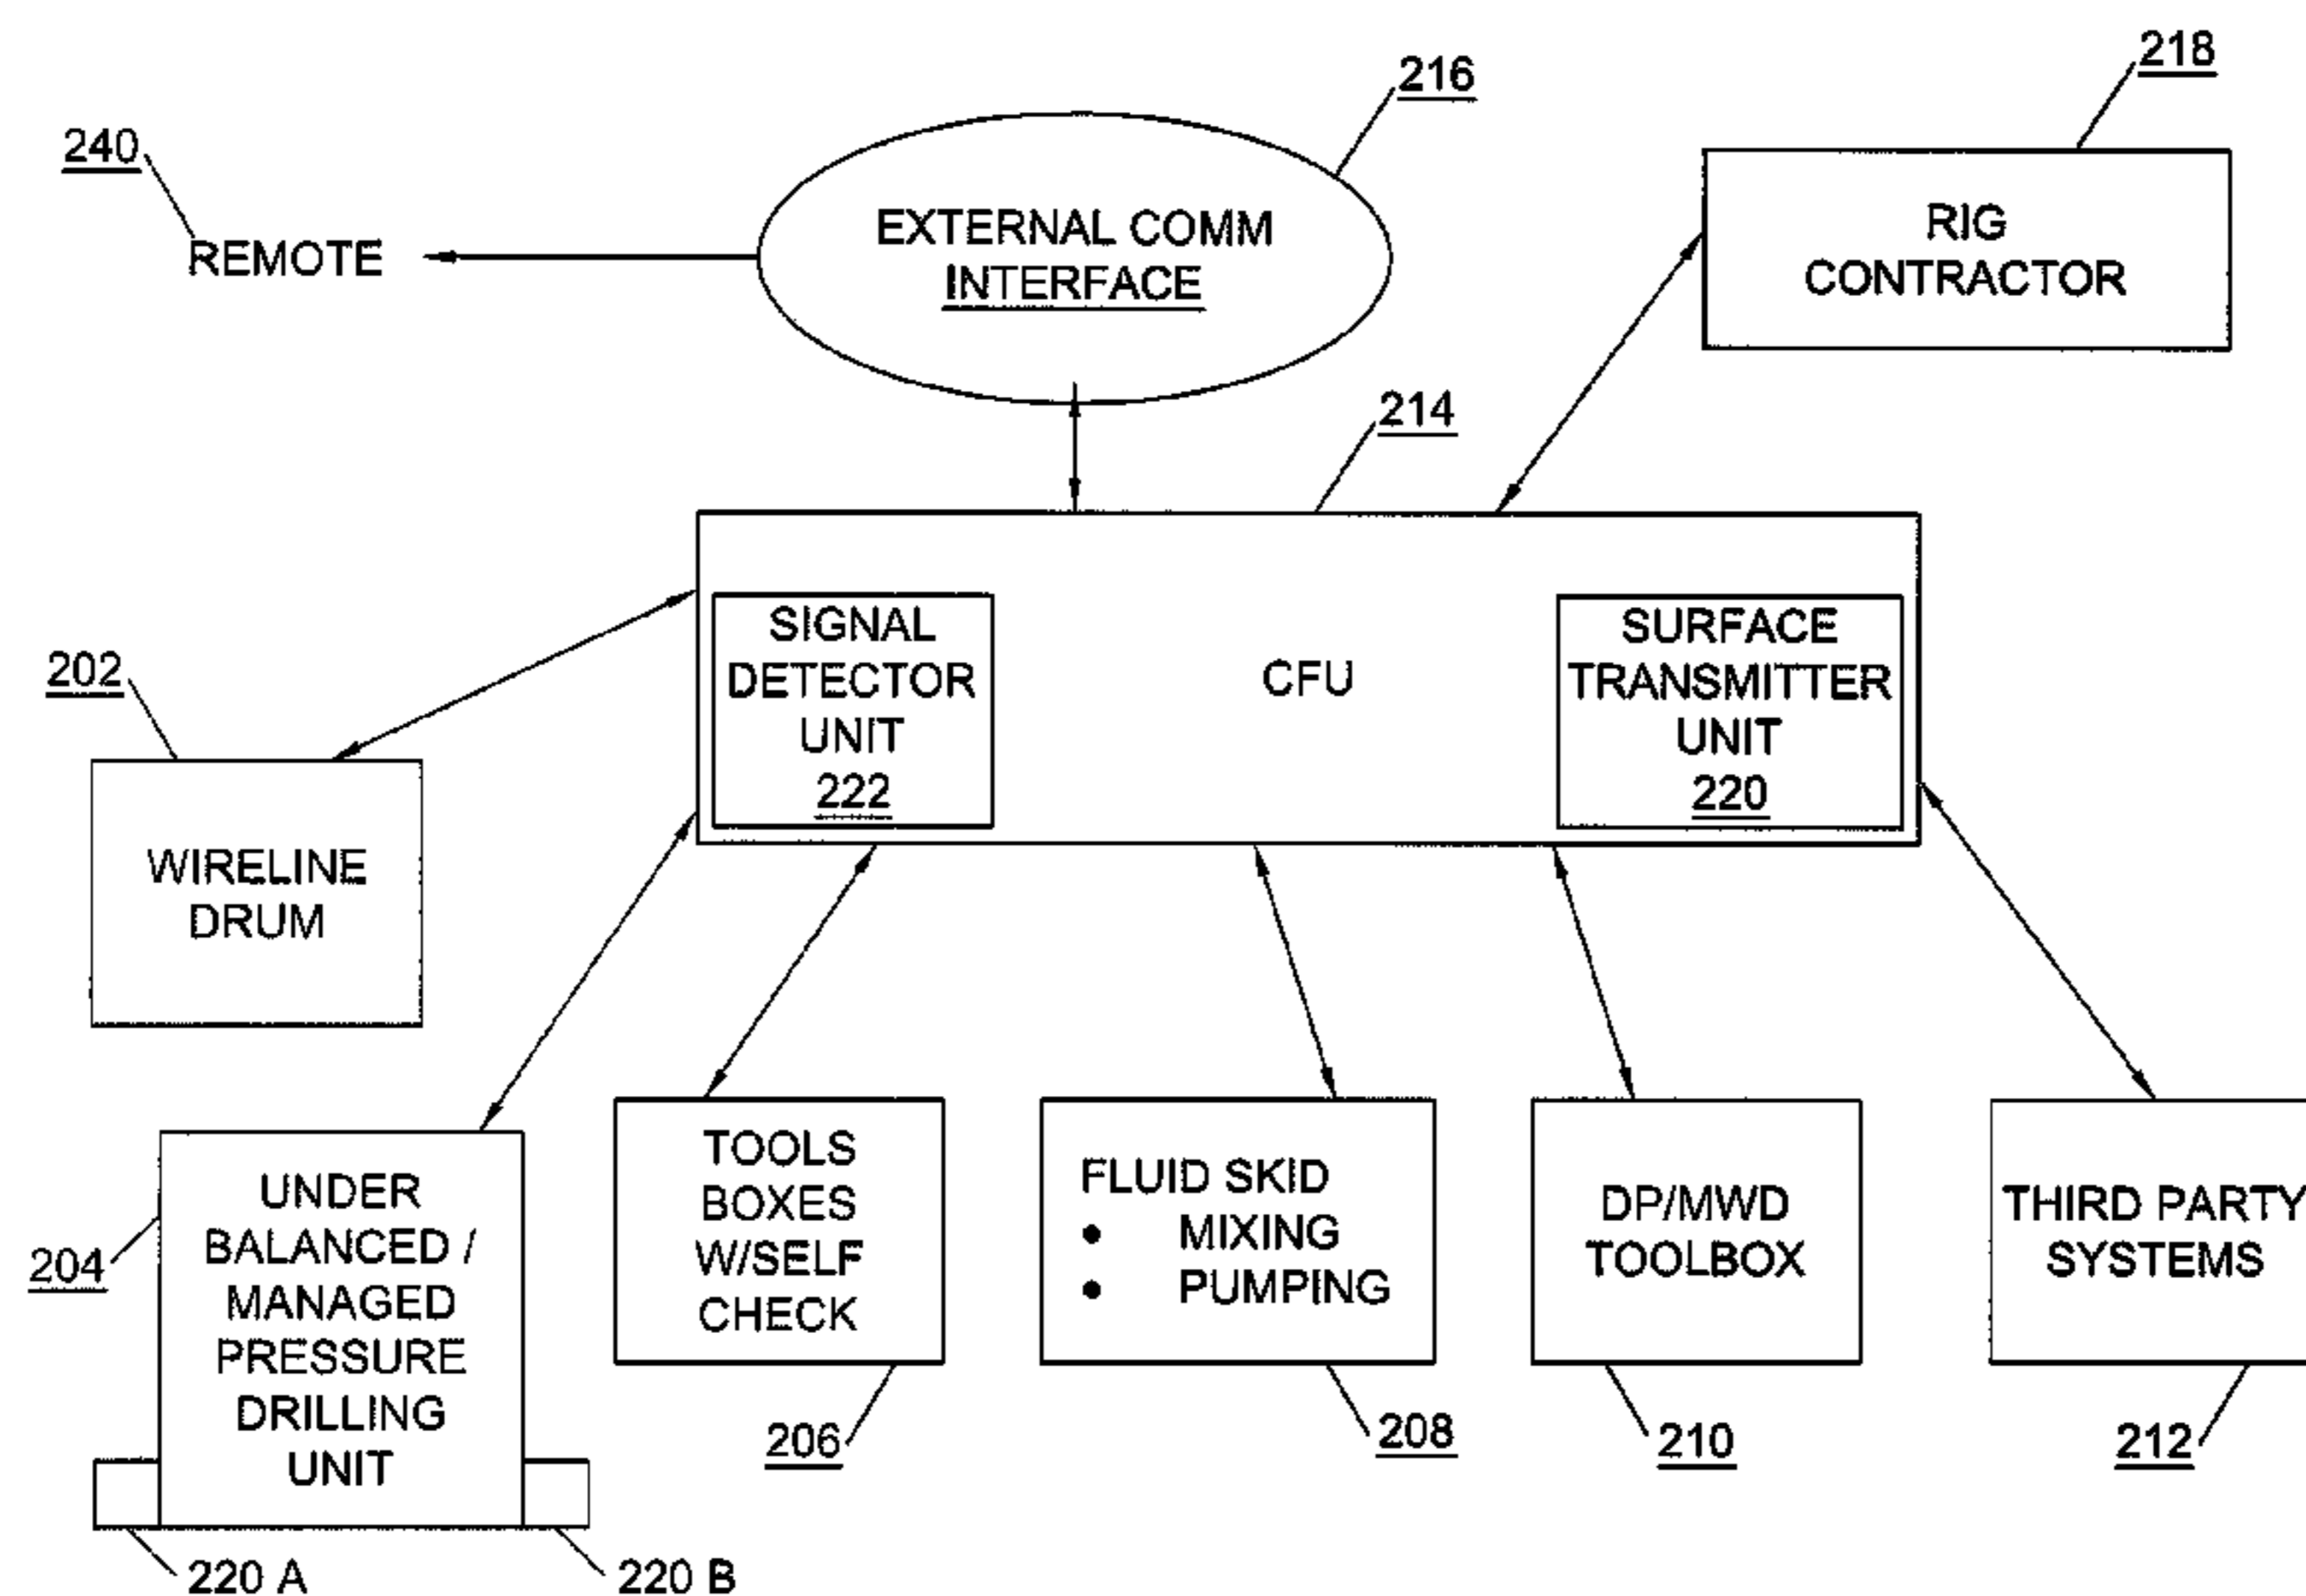 218
216
240
EXTERNAL COMM
INTERFACE
REMOTE
RIG
CONTRACTOR
214
SIGNAL
DETECTOR
UNIT
222
CFU
SURFACE
TRANSMITTER
UNIT
220
202
WIRELINE
DRUM
204
UNDER
BALANCED /
MANAGED
PRESSURE
DRILLING
UNIT
TOOLS
BOXES
W/SELF
CHECK
FLUID SKID
• MIXING
• PUMPING
DP/MWD
TOOLBOX
THIRD PARTY
SYSTEMS
206
208
210
212
220 A
220 B